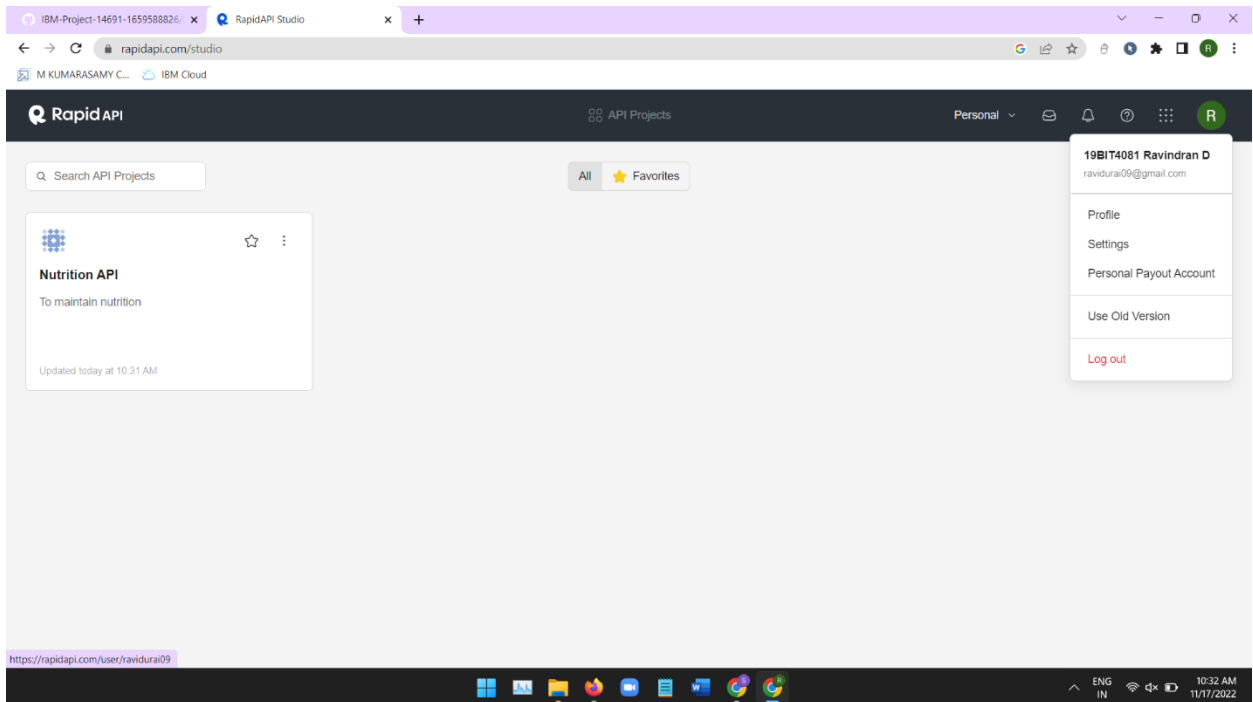 IBM-Project-14691-1659588826/
RapidAPI Studio
rapidapi.com/studio
G
R
M KUMARASAMY C...
IBM Cloud
Rapid API
API Projects
Personal
R
Search API Projects
All
Favorites
19BIT4081 Ravindran D
ravidurai09@gmail.com
Profile
Settings
Personal Payout Account
Use Old Version
Log out
Nutrition API
To maintain nutrition
Updated today at 10:31 AM
https://rapidapi.com/user/ravidurai09
W
S
R
ENG
IN
10:32 AM
11/17/2022